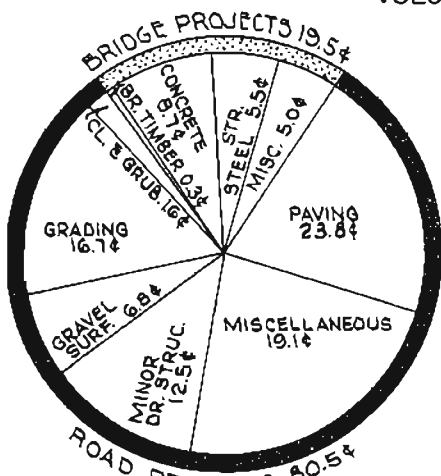 BRIDGE PROJECTS 19.5¢
CONCRETE
8.7¢
BR. TIMBER 0.3¢
CL. & GRUB. 1.6¢
STR.
STEEL 5.5¢
MISC. 5.0¢
PAVING
23.8¢
GRADING
16.7¢
MISCELLANEOUS
19.1¢
GRAVEL
SURF. 6.8¢
MINOR
DR. STRUC.
12.5¢
ROAD 80.5¢